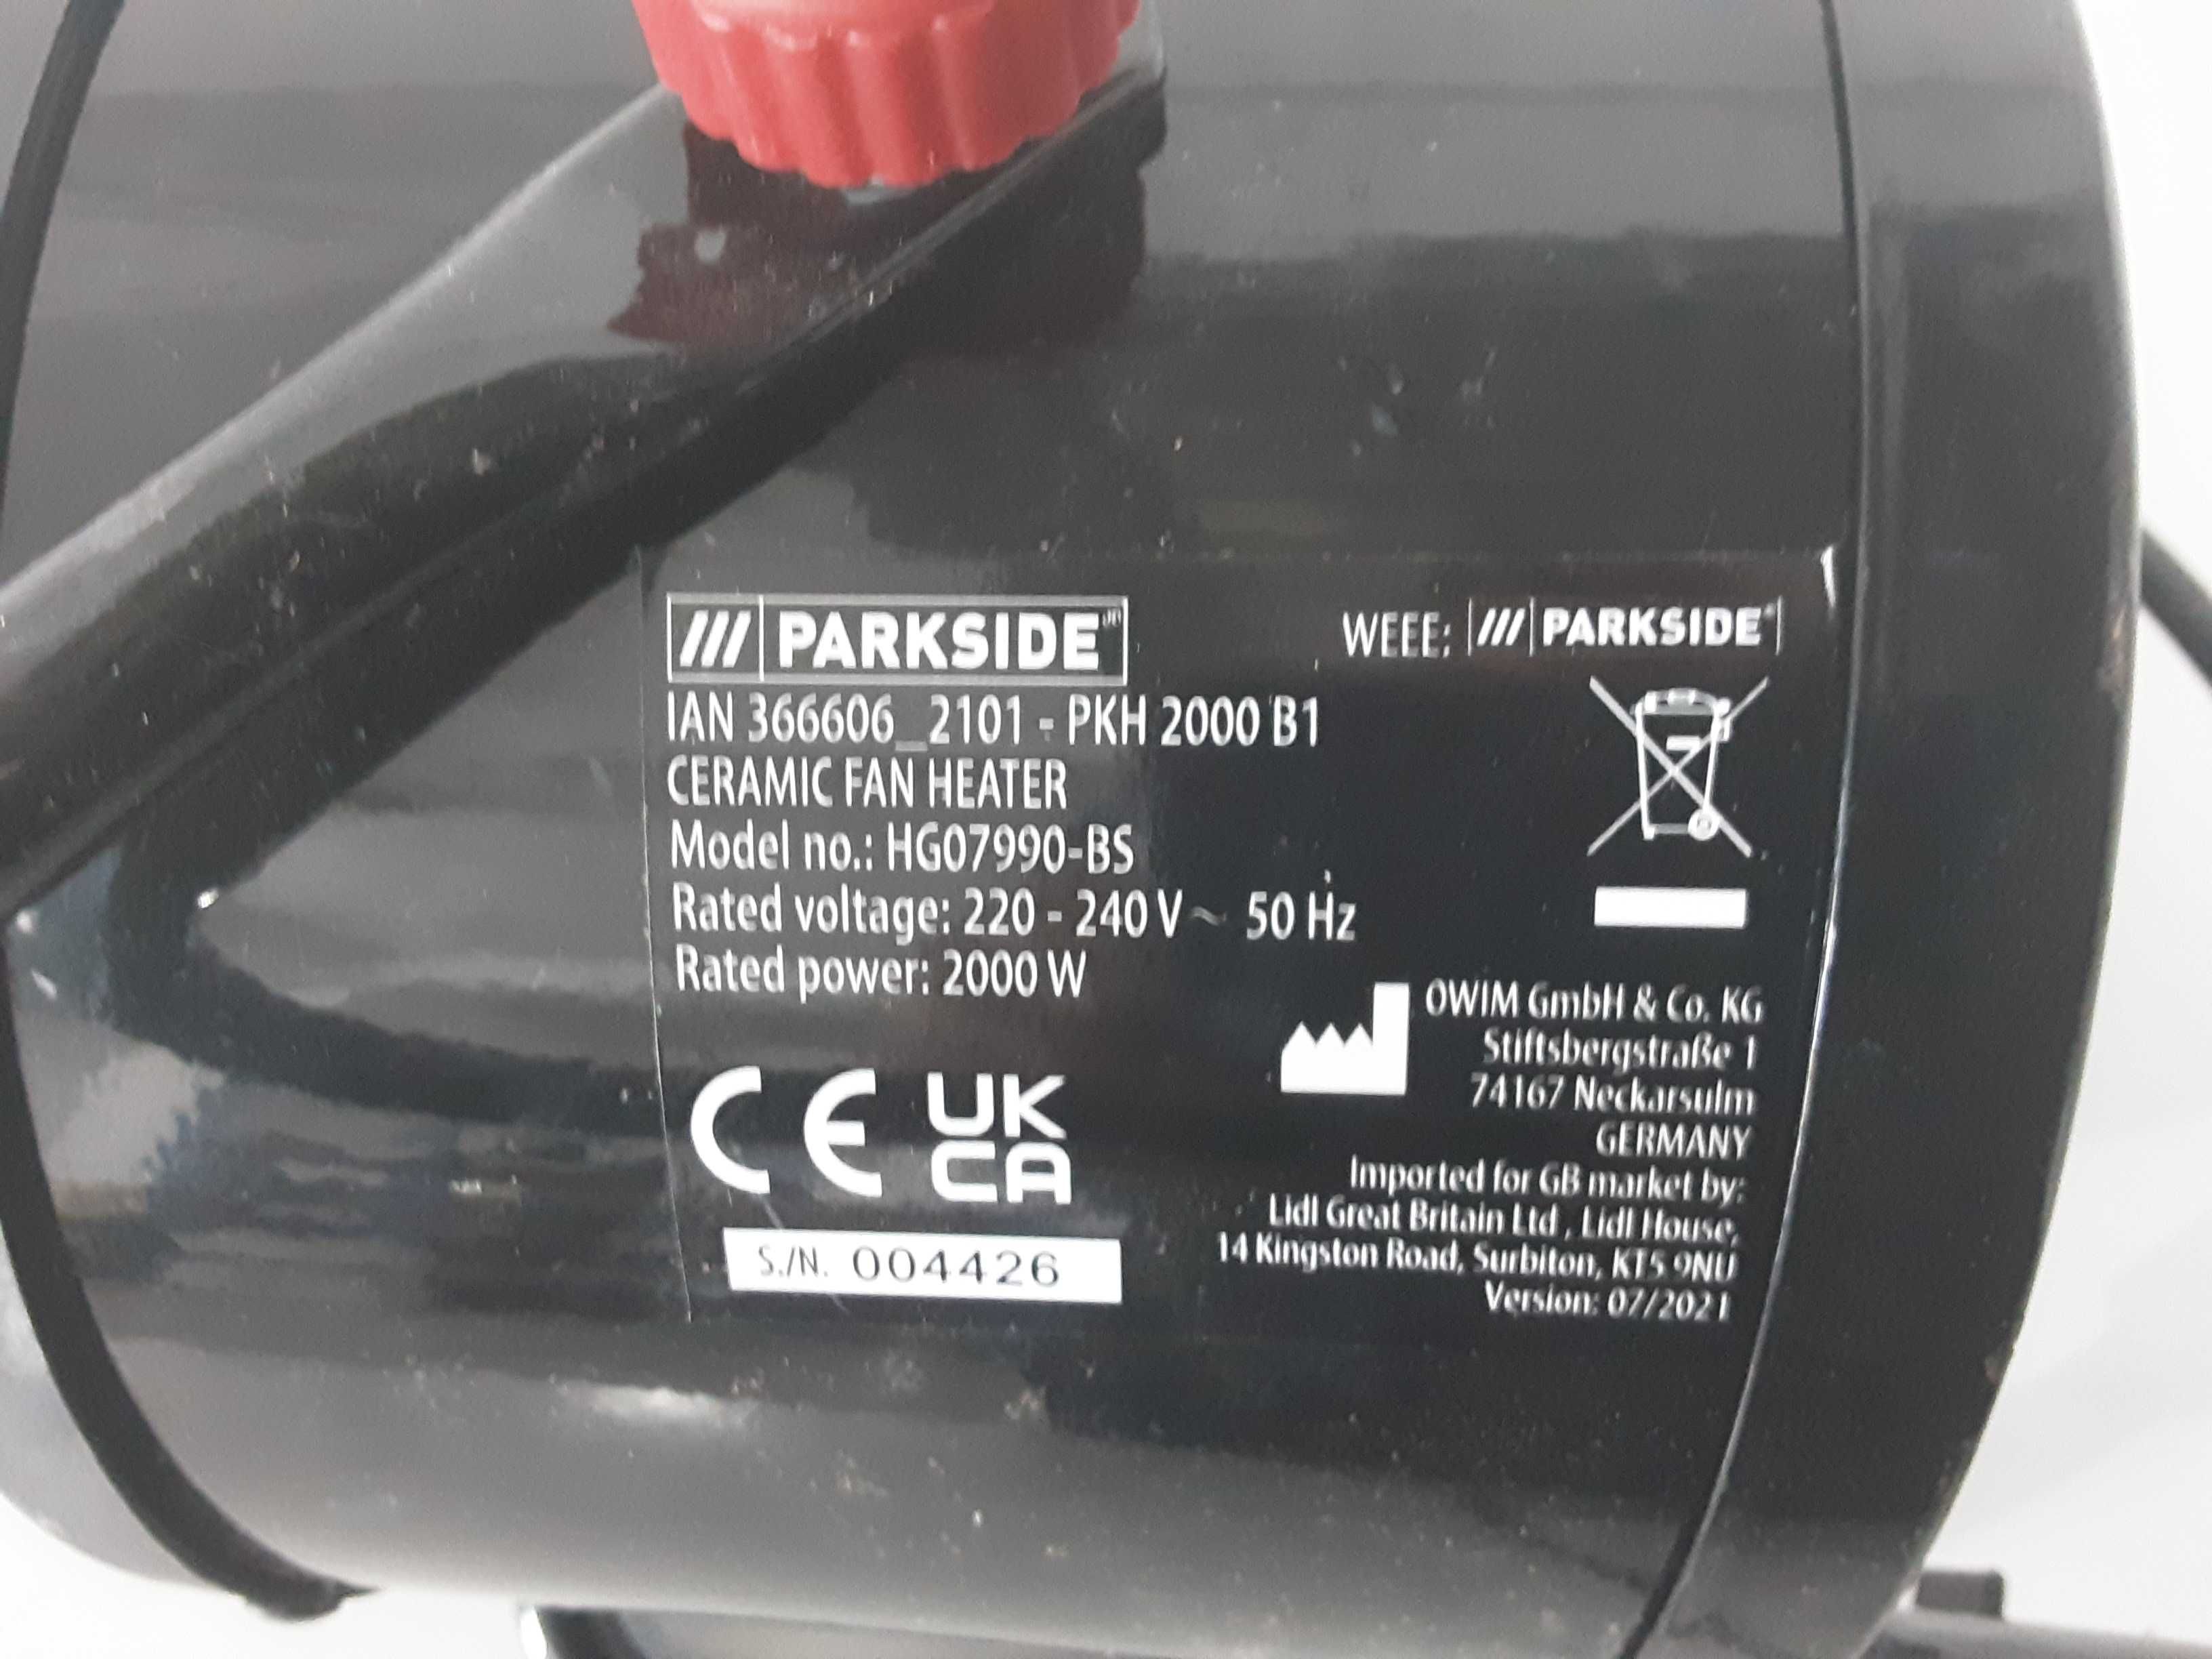 /// PARKSIDE
IAN 366606_2101 - PKH 2000 B1
CERAMIC FAN HEATER
Model no.: HG07990-BS
Rated voltage: 220 - 240 V ~ 50 Hz
Rated power: 2000 W
CE UK
CA
S./N. 004426
WEEE: /// PARKSIDE
OWIM GmbH & Co. KG
Stiftsbergstraße 1
74167 Neckarsulm
GERMANY
Imported for GB market by:
Lidl Great Britain Ltd , Lidl House,
14 Kingston Road, Surbiton, KT5 9NU
Version: 07/2021